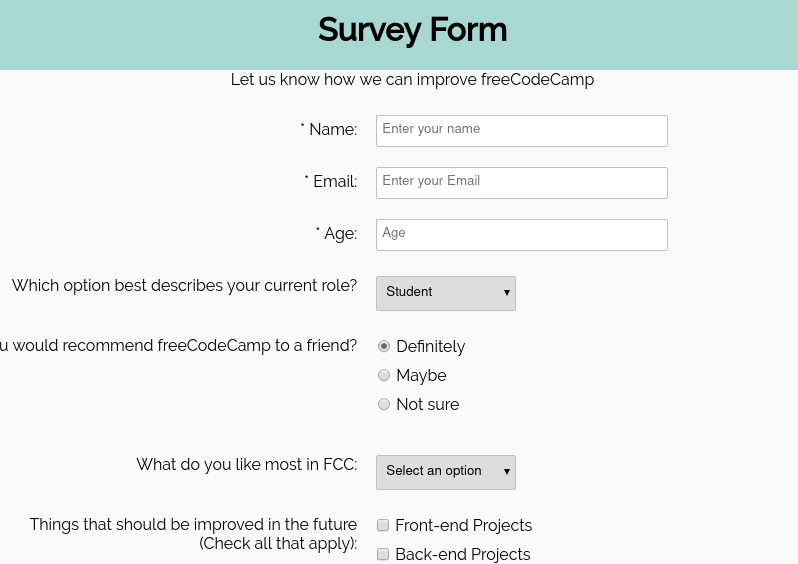 Survey Form
Let us know how we can improve freeCodeCamp
* Name: Enter your name
* Email: Enter your Email
* Age: Age
Which option best describes your current role? Student
u would recommend freeCodeCamp to a friend? Definitely
Maybe
Not sure
What do you like most in FCC: Select an option
Things that should be improved in the future
(Check all that apply):
Front-end Projects
Back-end Projects